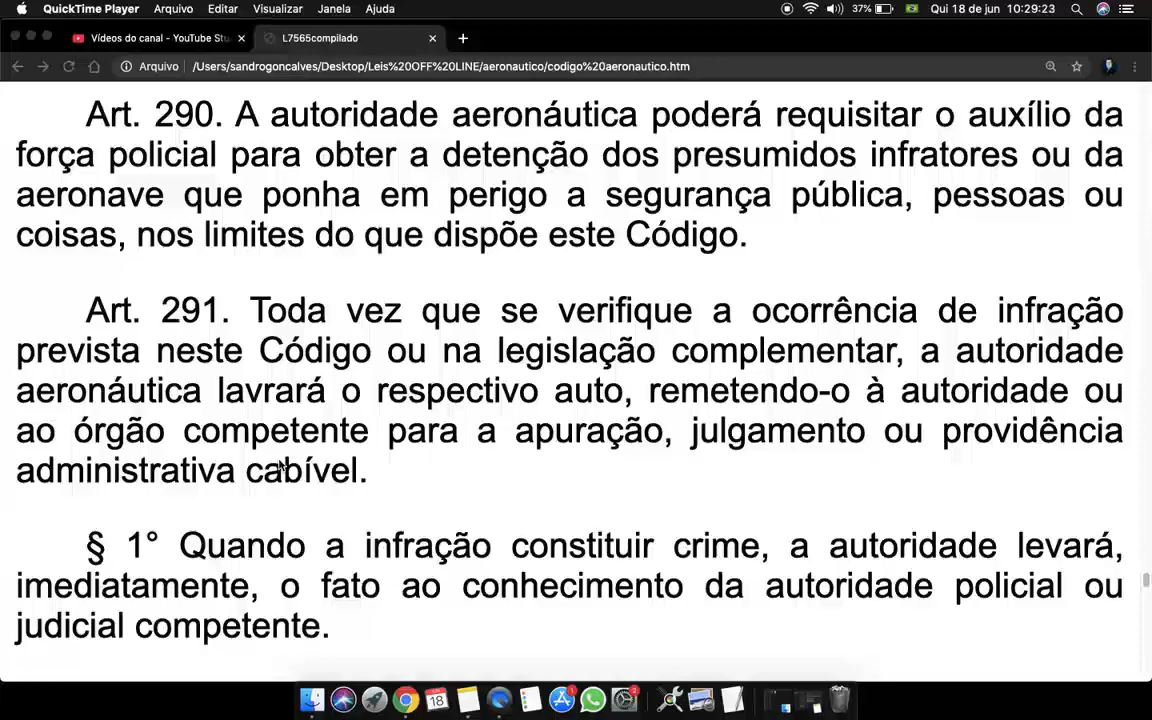 QuickTime Player Arquivo Editar Visualizar Janela Ajuda 37% Qui 18 de jun 10:29:23
Vídeos do canal - YouTube Stu L7565compilado
Arquivo /Users/sandrogoncalves/Desktop/Leis%20OFF%20LINE/aeronautico/codigo%20aeronautico.htm
Art. 290. A autoridade aeronáutica poderá requisitar o auxílio da
força policial para obter a detenção dos presumidos infratores ou da
aeronave que ponha em perigo a segurança pública, pessoas ou
coisas, nos limites do que dispõe este Código.
Art. 291. Toda vez que se verifique a ocorrência de infração
prevista neste Código ou na legislação complementar, a autoridade
aeronáutica lavrará o respectivo auto, remetendo-o à autoridade ou
ao órgão competente para a apuração, julgamento ou providência
administrativa cabível.
§ 1° Quando a infração constituir crime, a autoridade levará,
imediatamente, o fato ao conhecimento da autoridade policial ou
judicial competente.
18